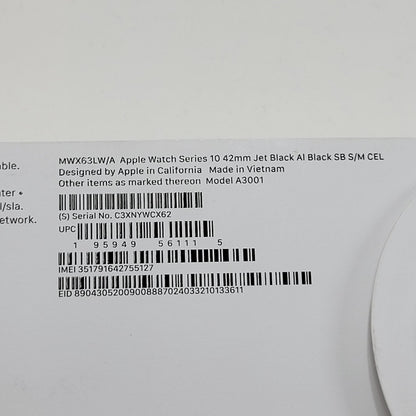 MWX63LW/A Apple Watch Series 10 42mm Jet Black Al Black SB S/M CEL
Designed by Apple in California Made in Vietnam
Other items as marked thereon Model A3001
(S) Serial No. C3XNYWCX62
UPC
1 95949 56111 5
IMEI 351791642755127
EID 89043052009008887024033210133611
able.
ter +
l/sla.
etwork.